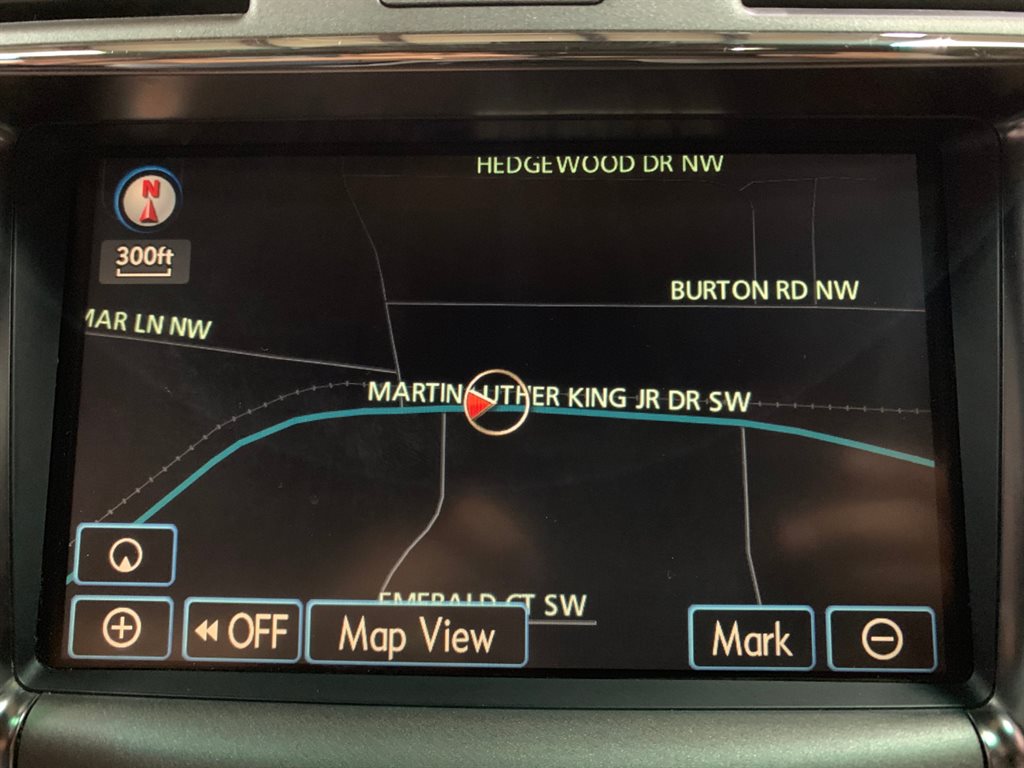 HEDGEWOOD DR NW
N
300ft
BURTON RD NW
LN NW
MARTIN LUTHER KING JR DR SW
EMERALD CT SW
OFF
Map View
Mark